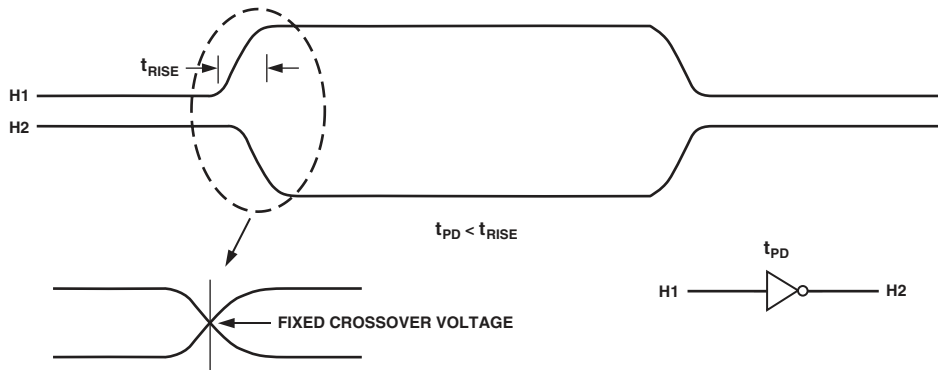 tRISE
H1
H2
tPD < tRISE
tPD
H1
H2
FIXED CROSSOVER VOLTAGE